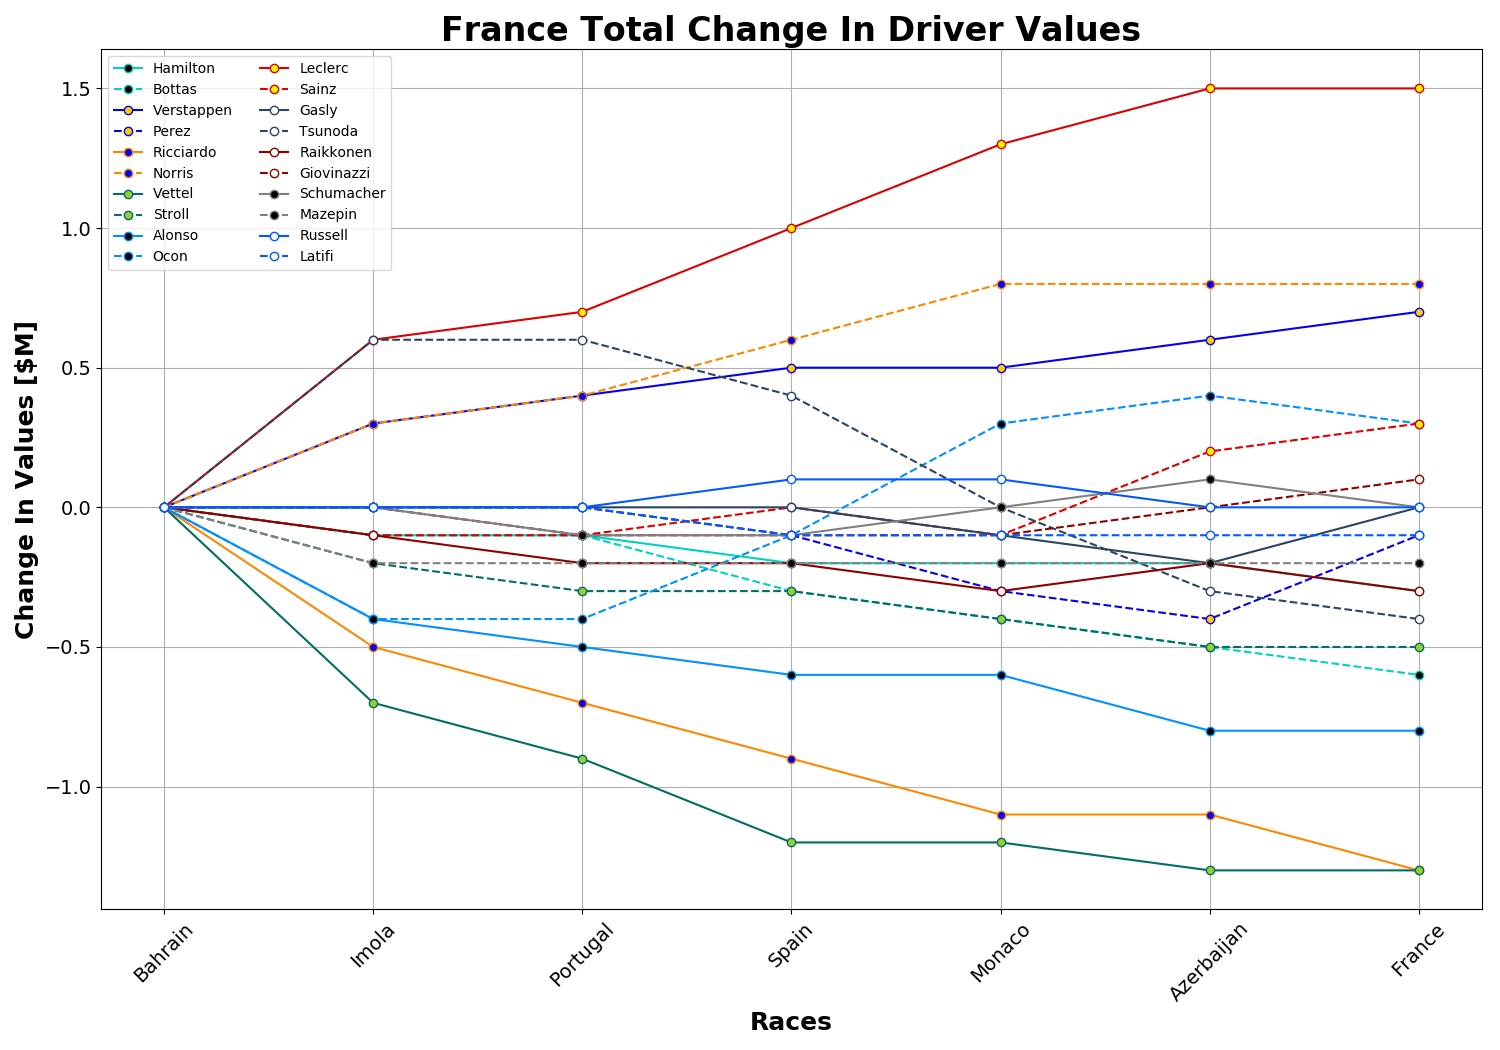 France Total Change In Driver Values
Hamilton
Bottas
Verstappen
Perez
Ricciardo
Norris
Vettel
Stroll
Alonso
Ocon
Leclerc
Sainz
Gasly
Tsunoda
Raikkonen
Giovinazzi
Schumacher
Mazepin
Russell
Latifi
Change In Values [$M]
1.5
1.0
0.5
0.0
−0.5
−1.0
Bahrain
Imola
Portugal
Spain
Monaco
Azerbaijan
France
Races